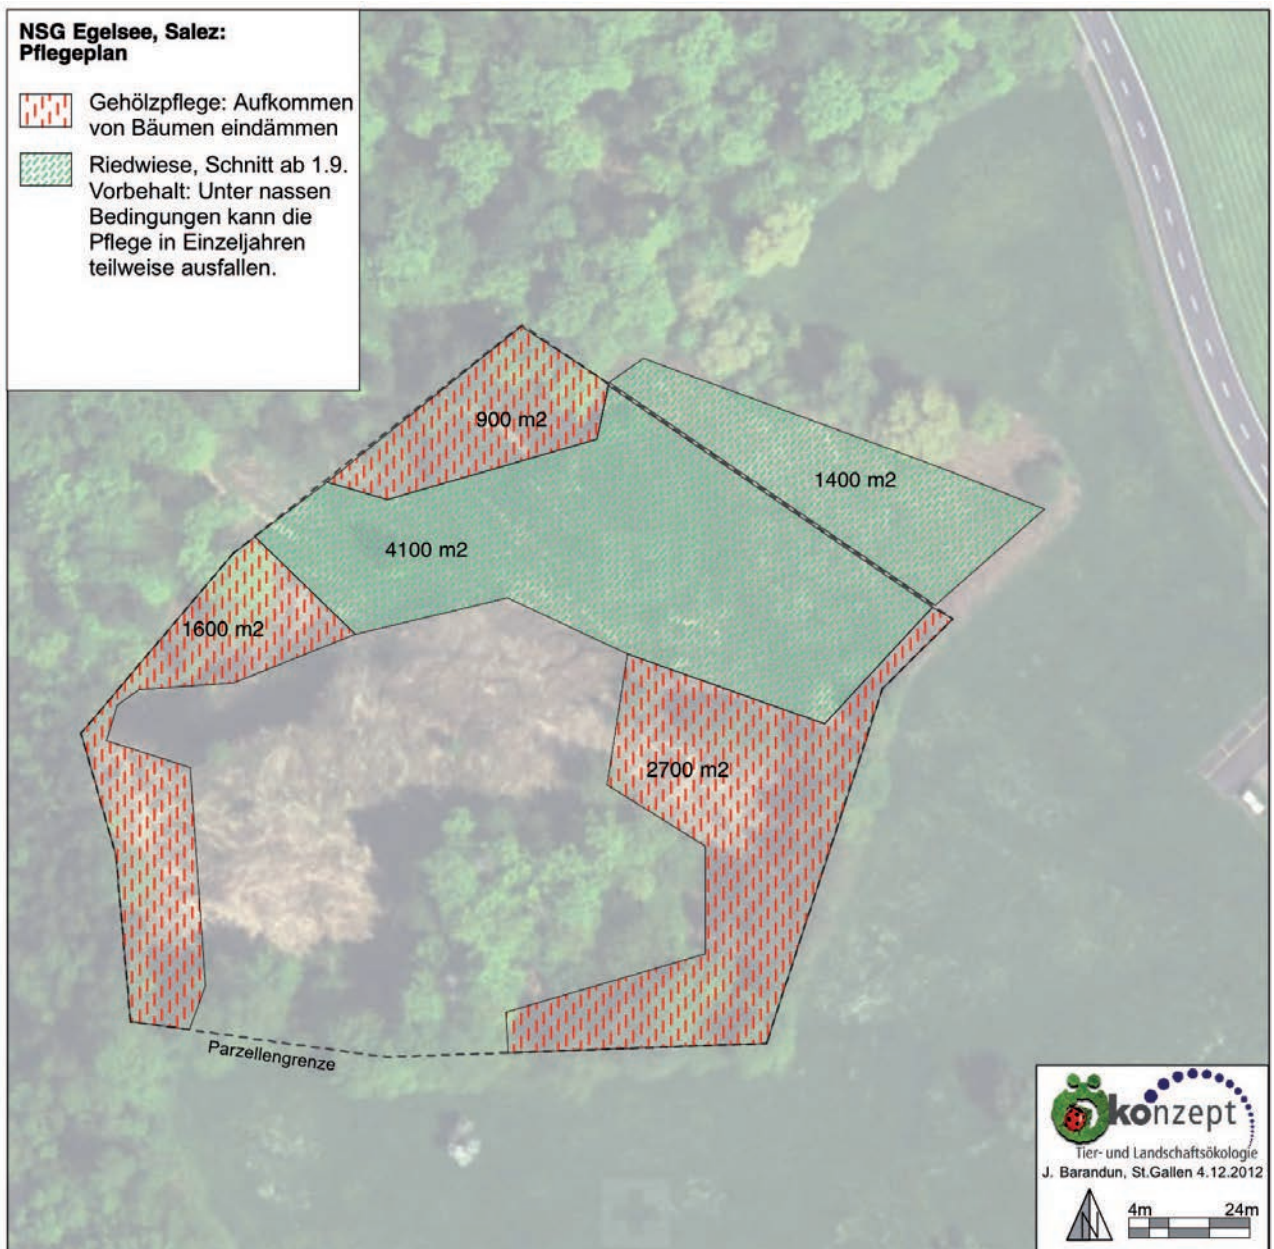 NSG Egelsee, Salez:
Pflegeplan
Gehölzpflege: Aufkommen
von Bäumen eindämmen
Riedwiese, Schnitt ab 1.9.
Vorbehalt: Unter nassen
Bedingungen kann die
Pflege in Einzeljahren
teilweise ausfallen.
900 m2
1400 m2
4100 m2
1600 m2
2700 m2
Parzellengrenze
Ökonzept
Tier- und Landschaftsökologie
J. Barandun, St.Gallen 4.12.2012
4m 24m